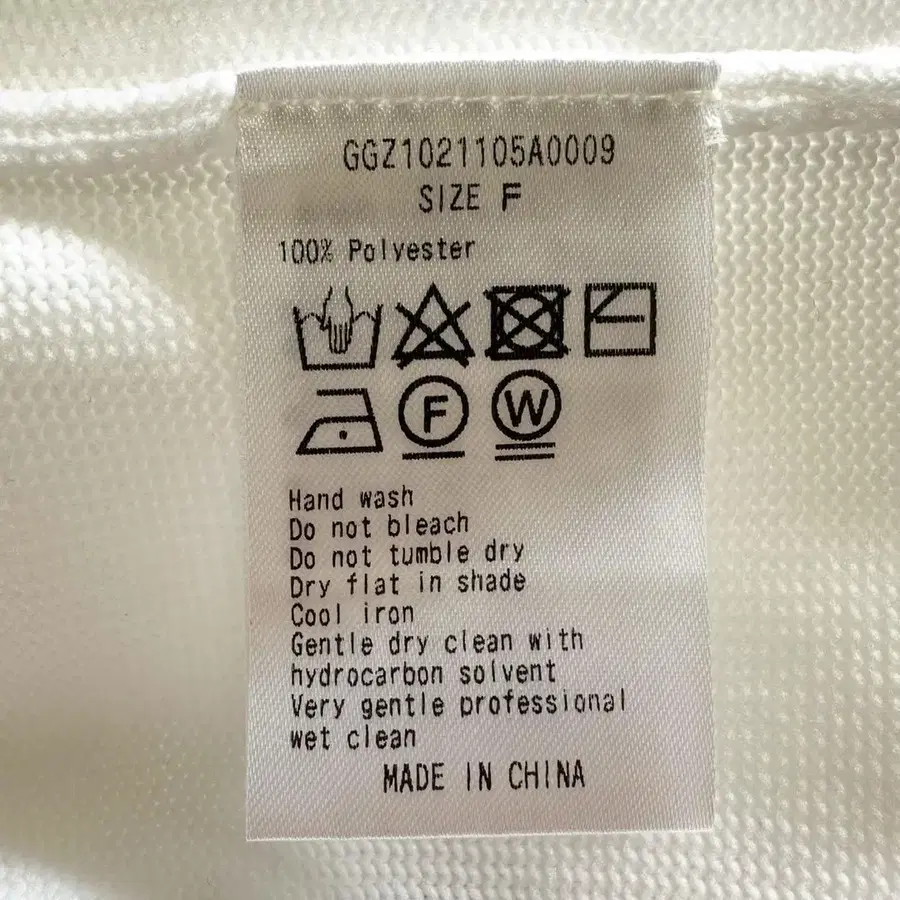 GGZ1021105A0009
SIZE F
100% Polyester
F W
Hand wash
Do not bleach
Do not tumble dry
Dry flat in shade
Cool iron
Gentle dry clean with
hydrocarbon solvent
Very gentle professional
wet clean
MADE IN CHINA